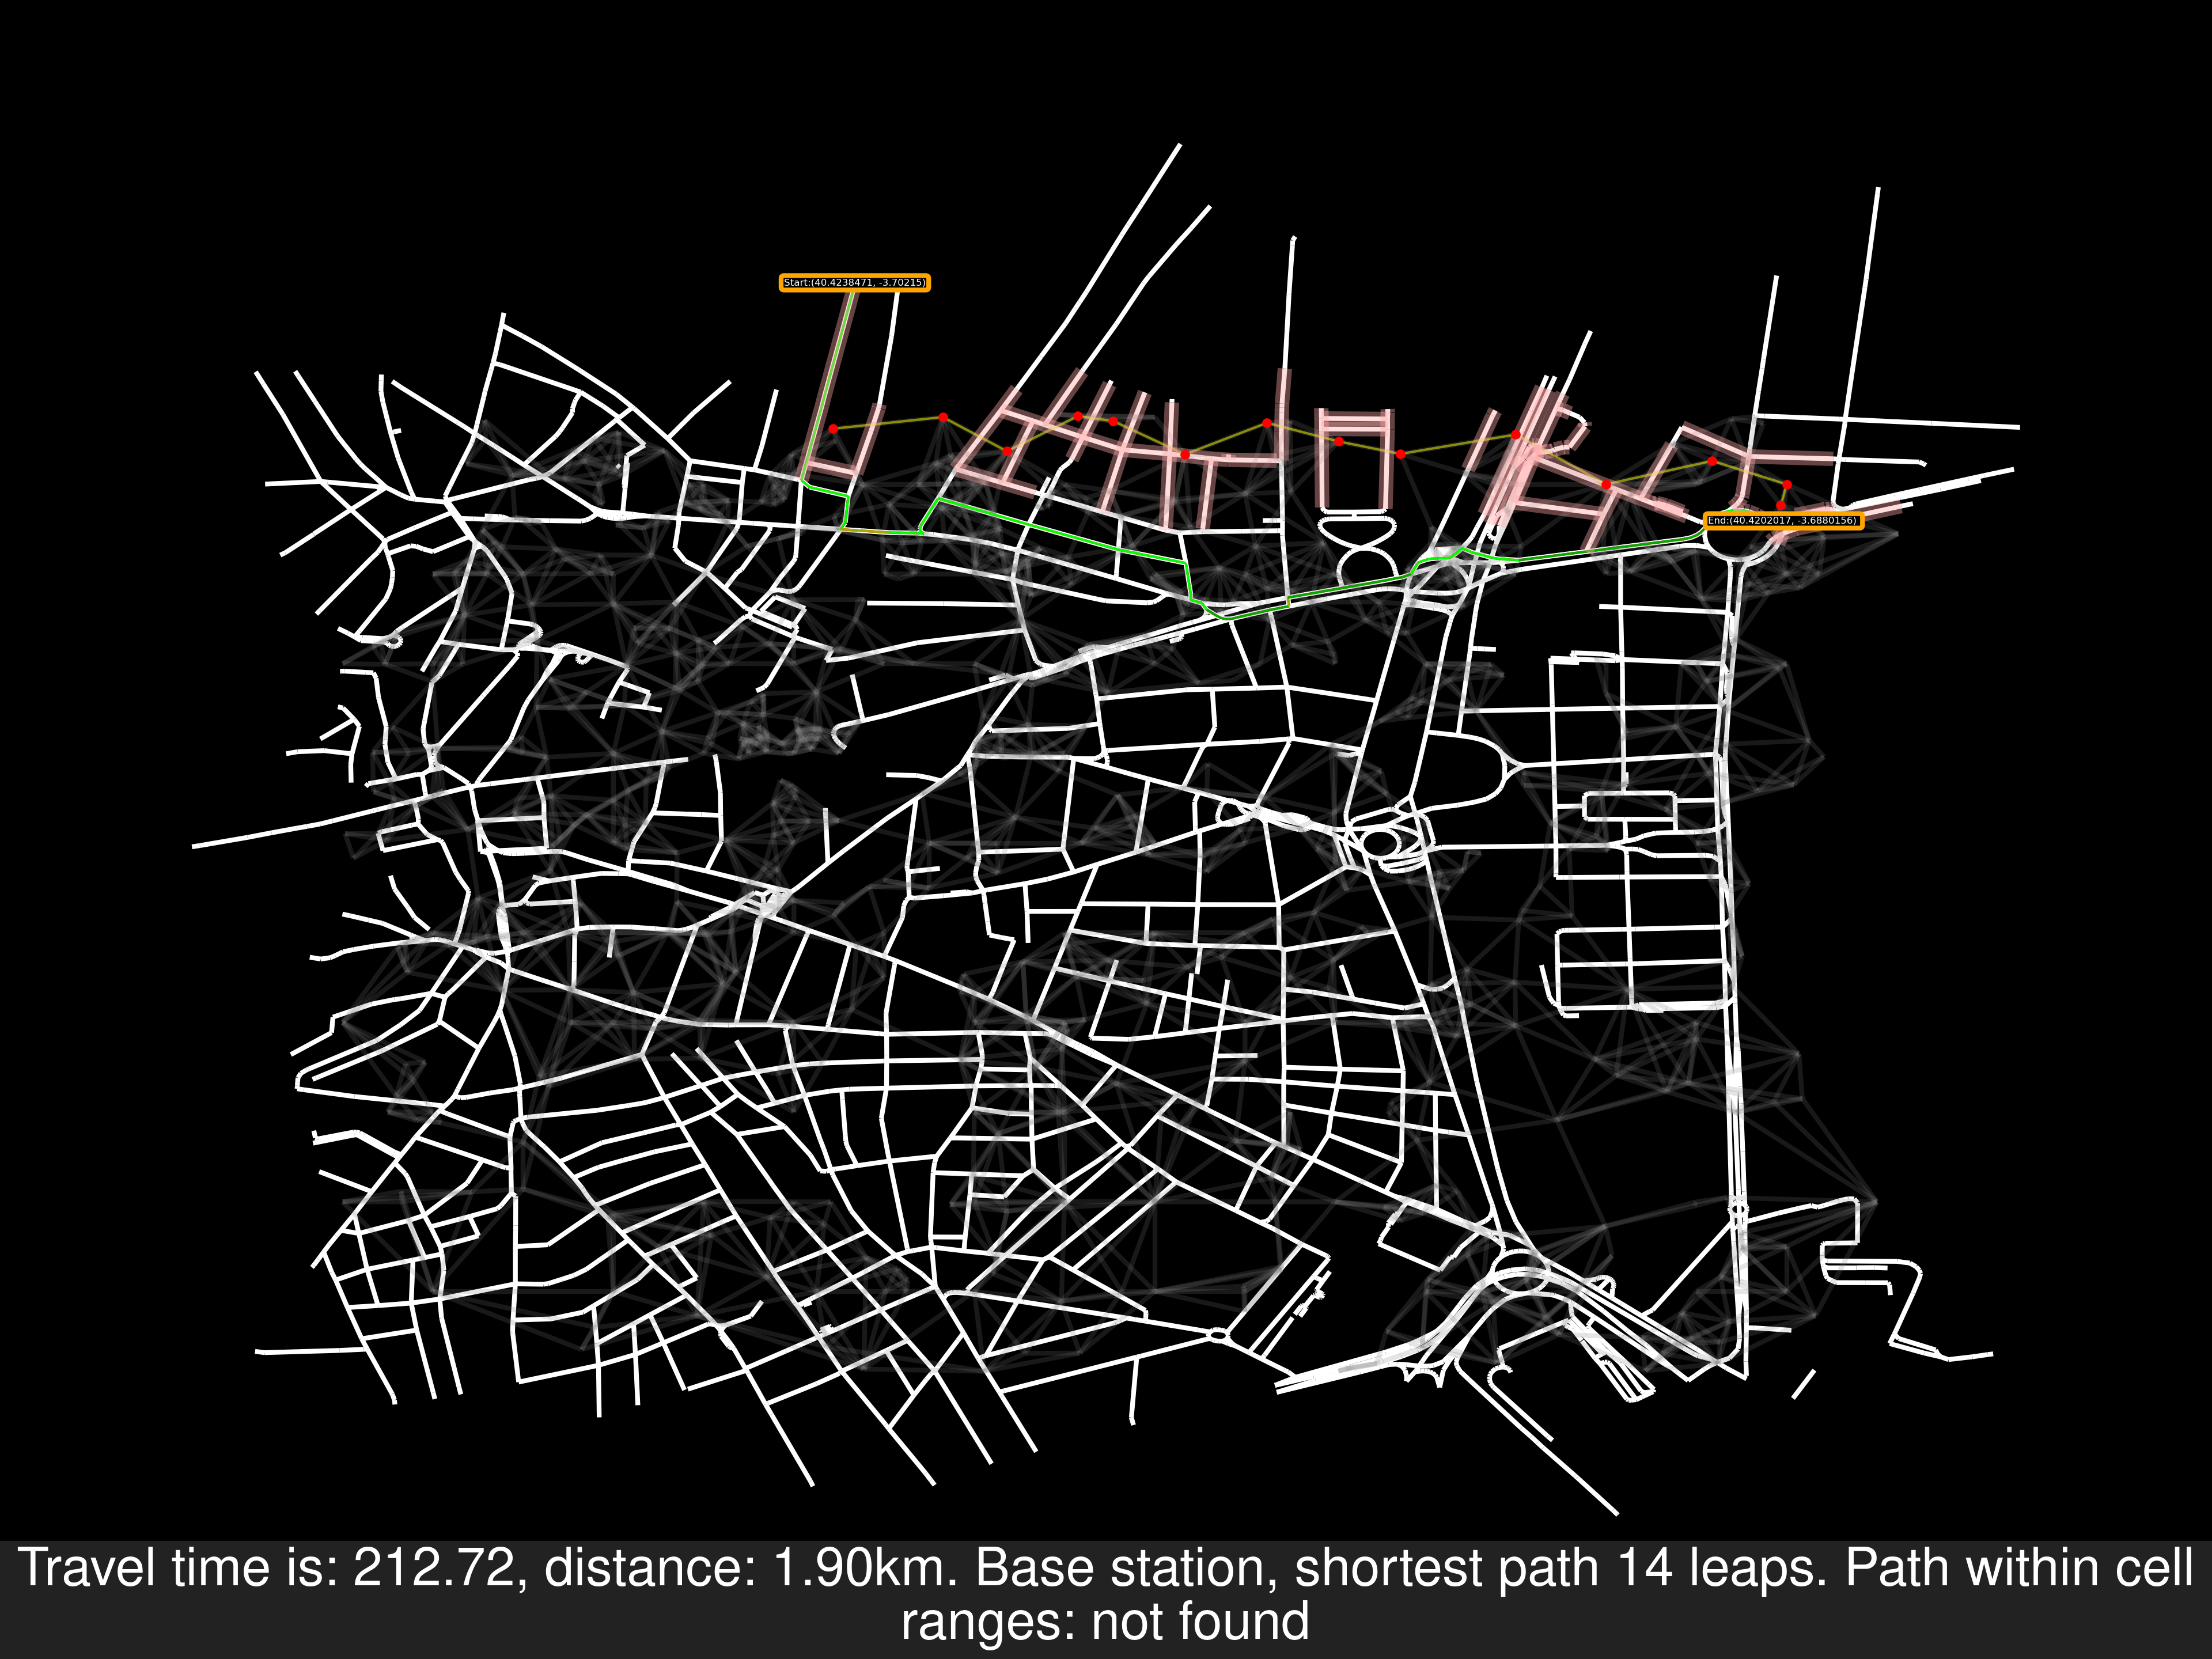 Start:(40.4238471, -3.70215)
End:(40.4202017, -3.6880156)
Travel time is: 212.72, distance: 1.90km. Base station, shortest path 14 leaps. Path within cell
ranges: not found